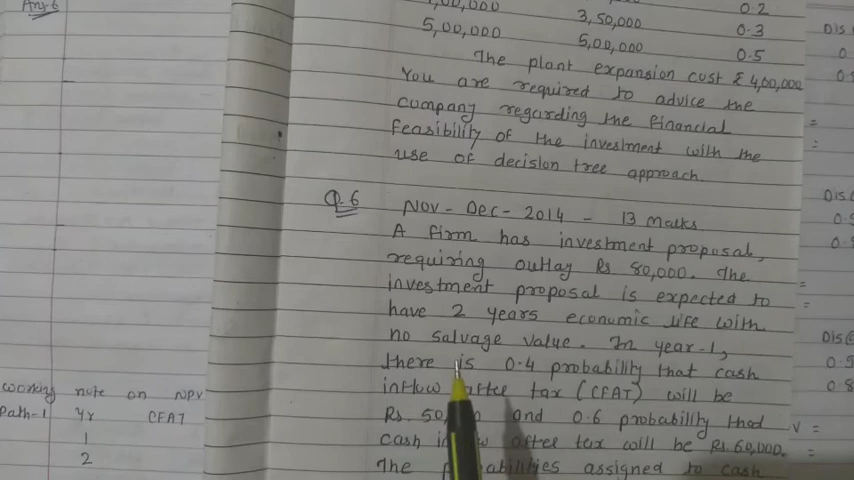 Ans-6
3,50,000 0.2
5,00,000 5,00,000 0.3
0.5
The plant expansion cost ₹ 4,00,000
You are required to advice the
company regarding the financial
feasibility of the investment with the
use of decision tree approach.
Q.6 Nov-Dec-2014 - 13 marks
A firm has investment proposal,
requiring outlay Rs 80,000. The
investment proposal is expected to
have 2 years economic life with
no salvage value. In year-1,
there is 0.4 probability that cash
inflow after tax (CFAT) will be
Rs. and 0.6 probability that
cash after tax will be Rs. 60,000.
The probabilities assigned to cash
working note on NPV
Path-1 Yr CFAT
1
2